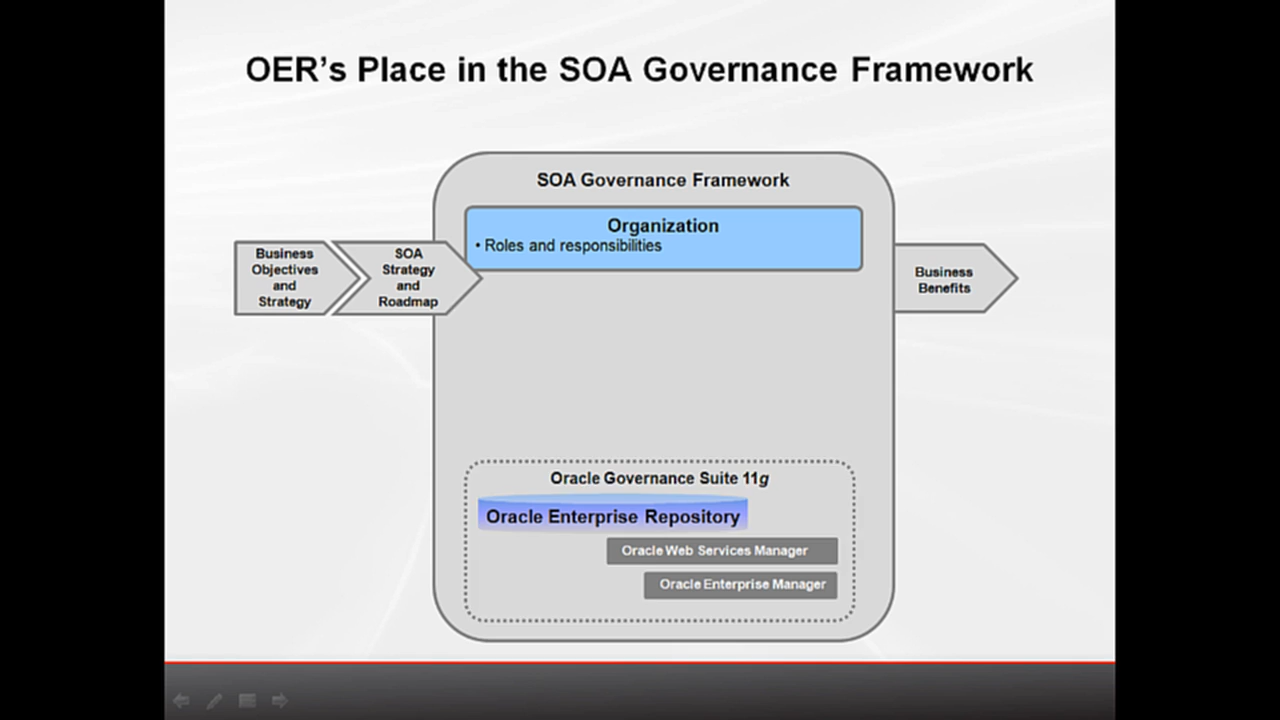 OER's Place in the SOA Governance Framework
SOA Governance Framework
Organization
• Roles and responsibilities
Business
Objectives
and
Strategy
SOA
Strategy
and
Roadmap
Business
Benefits
Oracle Governance Suite 11g
Oracle Enterprise Repository
Oracle Web Services Manager
Oracle Enterprise Manager